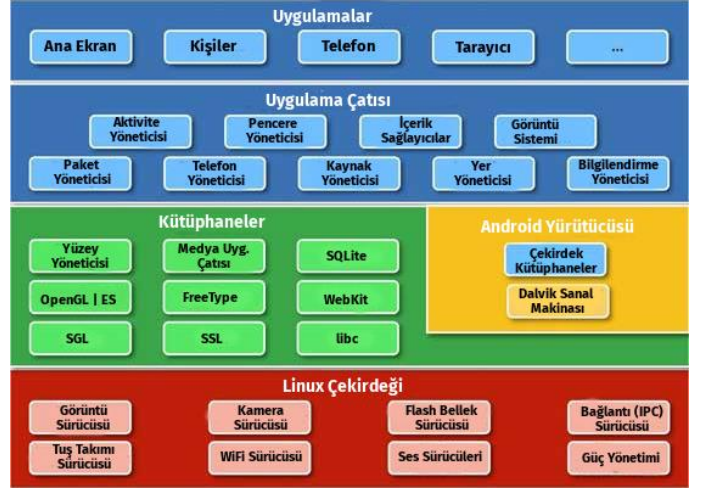 Uygulamalar
Ana Ekran
Kişiler
Telefon
Tarayıcı
...
Uygulama Çatısı
Aktivite
Yöneticisi
Pencere
Yöneticisi
İçerik
Sağlayıcılar
Görüntü
Sistemi
Paket
Yöneticisi
Telefon
Yöneticisi
Kaynak
Yöneticisi
Yer
Yöneticisi
Bilgilendirme
Yöneticisi
Kütüphaneler
Yüzey
Yöneticisi
Medya Uyg.
Çatısı
SQLite
OpenGL | ES
FreeType
WebKit
SGL
SSL
libc
Android Yürütücüsü
Çekirdek
Kütüphaneler
Dalvik Sanal
Makinası
Linux Çekirdeği
Görüntü
Sürücüsü
Kamera
Sürücüsü
Flash Bellek
Sürücüsü
Bağlantı (IPC)
Sürücüsü
Tuş Takımı
Sürücüsü
WiFi Sürücüsü
Ses Sürücüleri
Güç Yönetimi